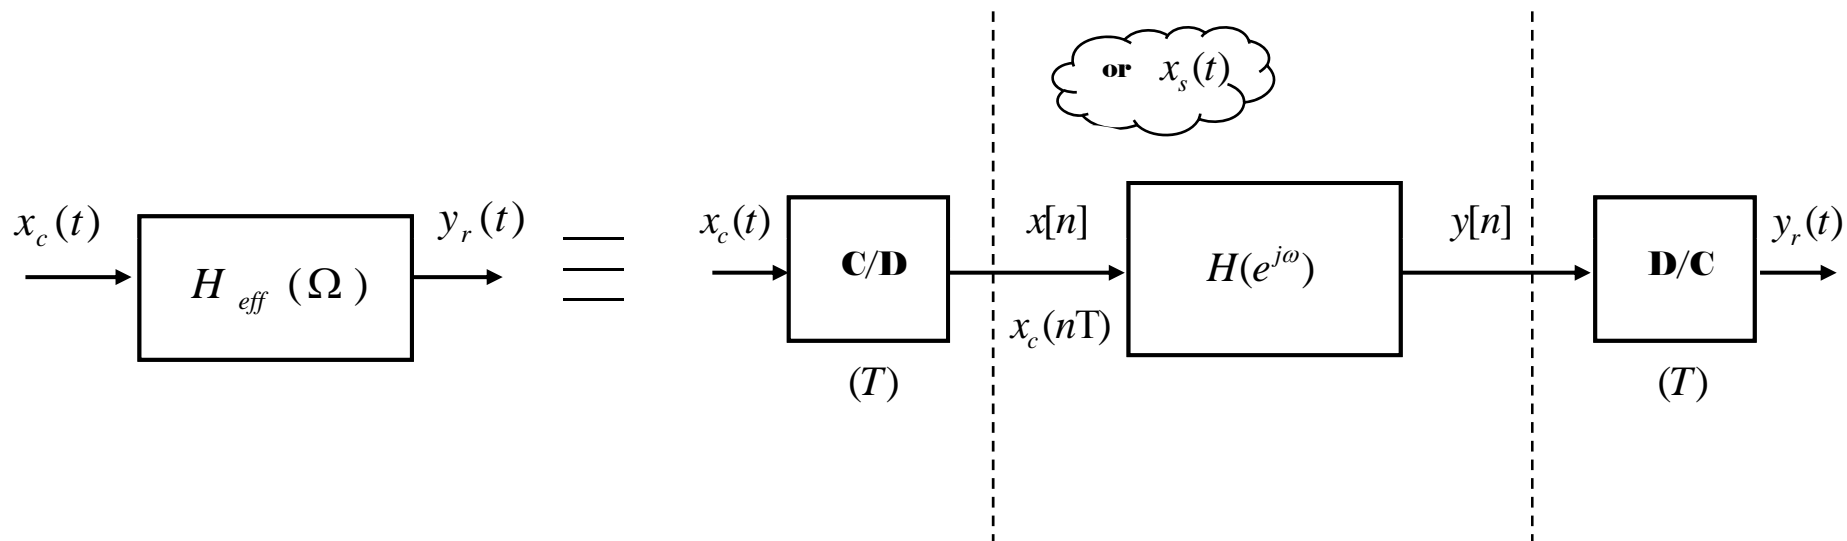 or x_s(t)
x_c(t)
H_eff(Ω)
y_r(t)
x_c(t)
C/D
(T)
x[n]
x_c(nT)
H(e^{jω})
y[n]
D/C
(T)
y_r(t)